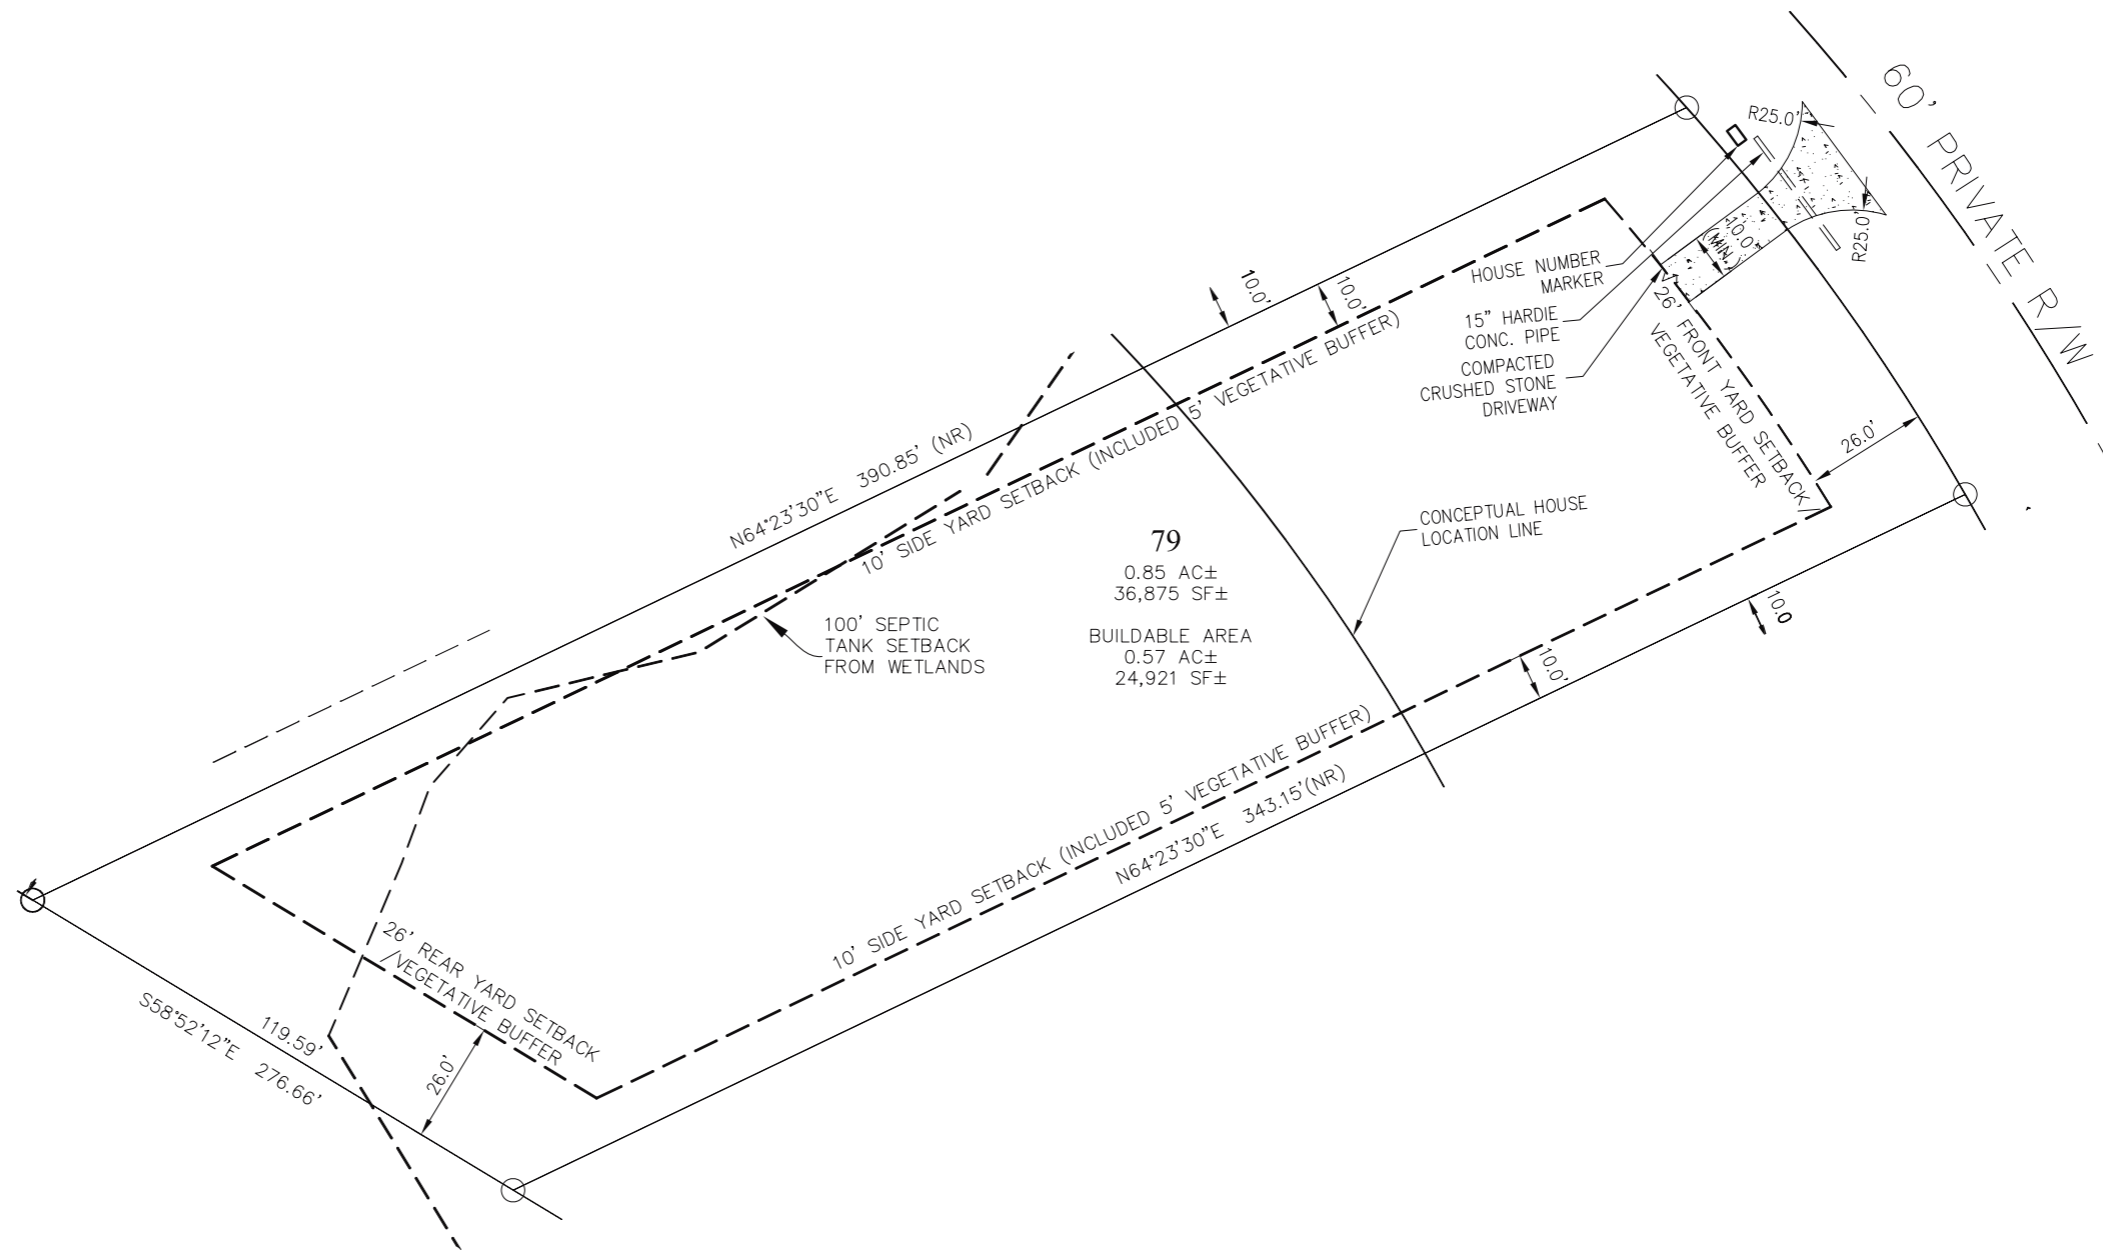 60' PRIVATE R/W
R25.0'
R25.0'
10.0'
(MIN.)
HOUSE NUMBER
MARKER
15" HARDIE
CONC. PIPE
COMPACTED
CRUSHED STONE
DRIVEWAY
26' FRONT YARD SETBACK/
VEGETATIVE BUFFER
26.0'
10.0'
10.0'
N64°23'30"E 390.85' (NR)
10' SIDE YARD SETBACK (INCLUDED 5' VEGETATIVE BUFFER)
CONCEPTUAL HOUSE
LOCATION LINE
79
0.85 AC±
36,875 SF±
BUILDABLE AREA
0.57 AC±
24,921 SF±
100' SEPTIC
TANK SETBACK
FROM WETLANDS
10.0
10.0'
10' SIDE YARD SETBACK (INCLUDED 5' VEGETATIVE BUFFER)
N64°23'30"E 343.15'(NR)
26' REAR YARD SETBACK
/VEGETATIVE BUFFER
26.0'
119.59'
S58°52'12"E 276.66'